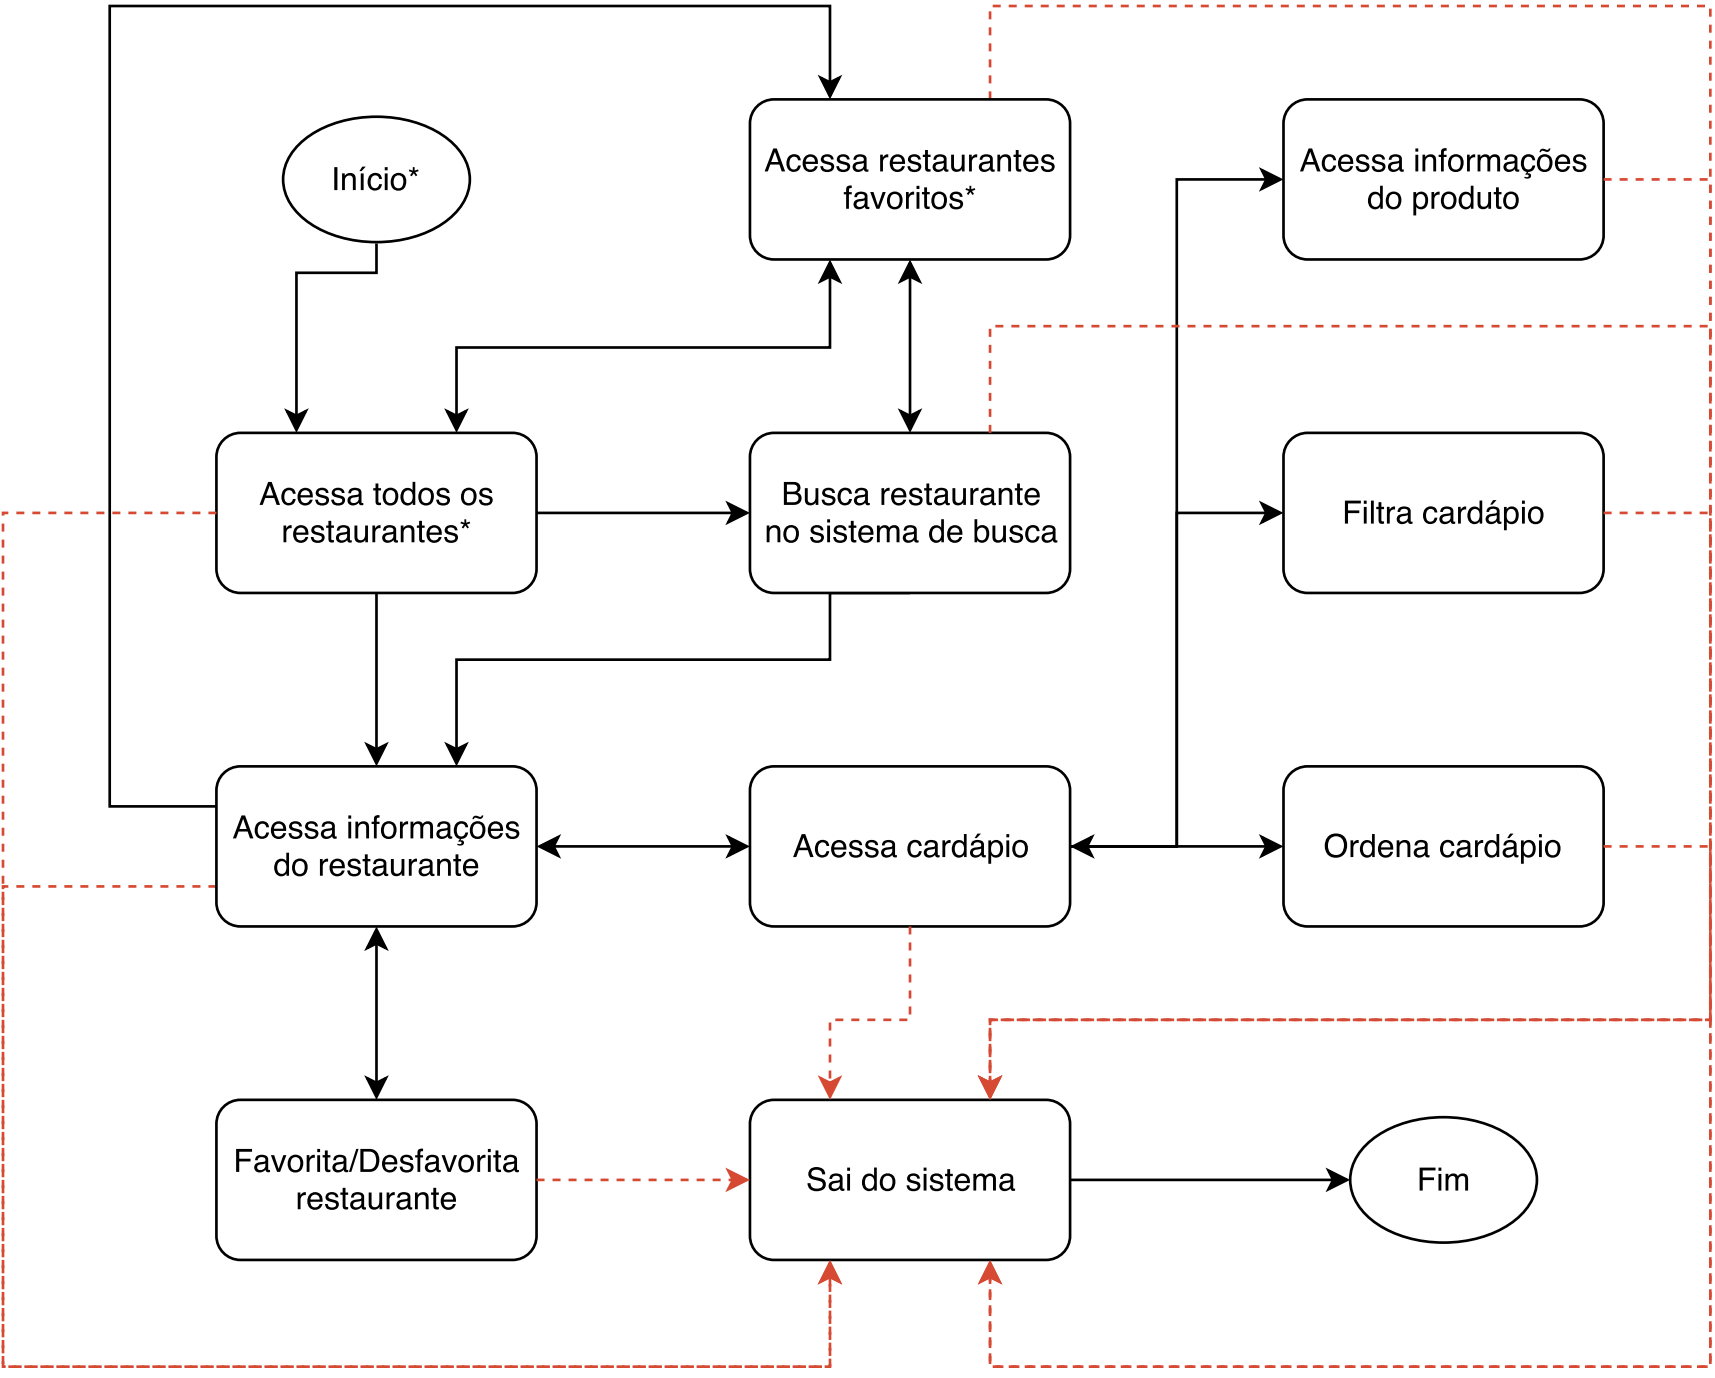 Início*
Acessa restaurantes
favoritos*
Acessa informações
do produto
Acessa todos os
restaurantes*
Busca restaurante
no sistema de busca
Filtra cardápio
Acessa informações
do restaurante
Acessa cardápio
Ordena cardápio
Favorita/Desfavorita
restaurante
Sai do sistema
Fim